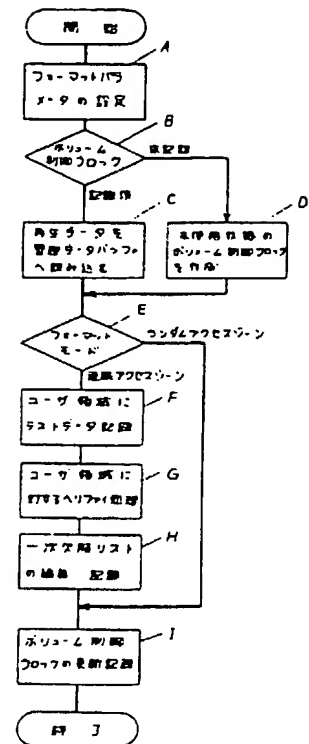 開 始
A
フォーマットパラ
メータの 設定
B
ボリューム
制御ブロック
未記録
記録済
C
D
再生データを
管理データバッファ
へ読み込む
未使用状態の
ボリューム制御ブロック
を作成
E
フォーマット
モード
ランダムアクセスゾーン
追記アクセスゾーン
F
ユーザ 領域 に
テストデータ記録
G
ユーザ 領域 に
対するベリファイ処理
H
一次欠陥リスト
の編集 記録
I
ボリューム 制御
ブロックの更新記録
終 了